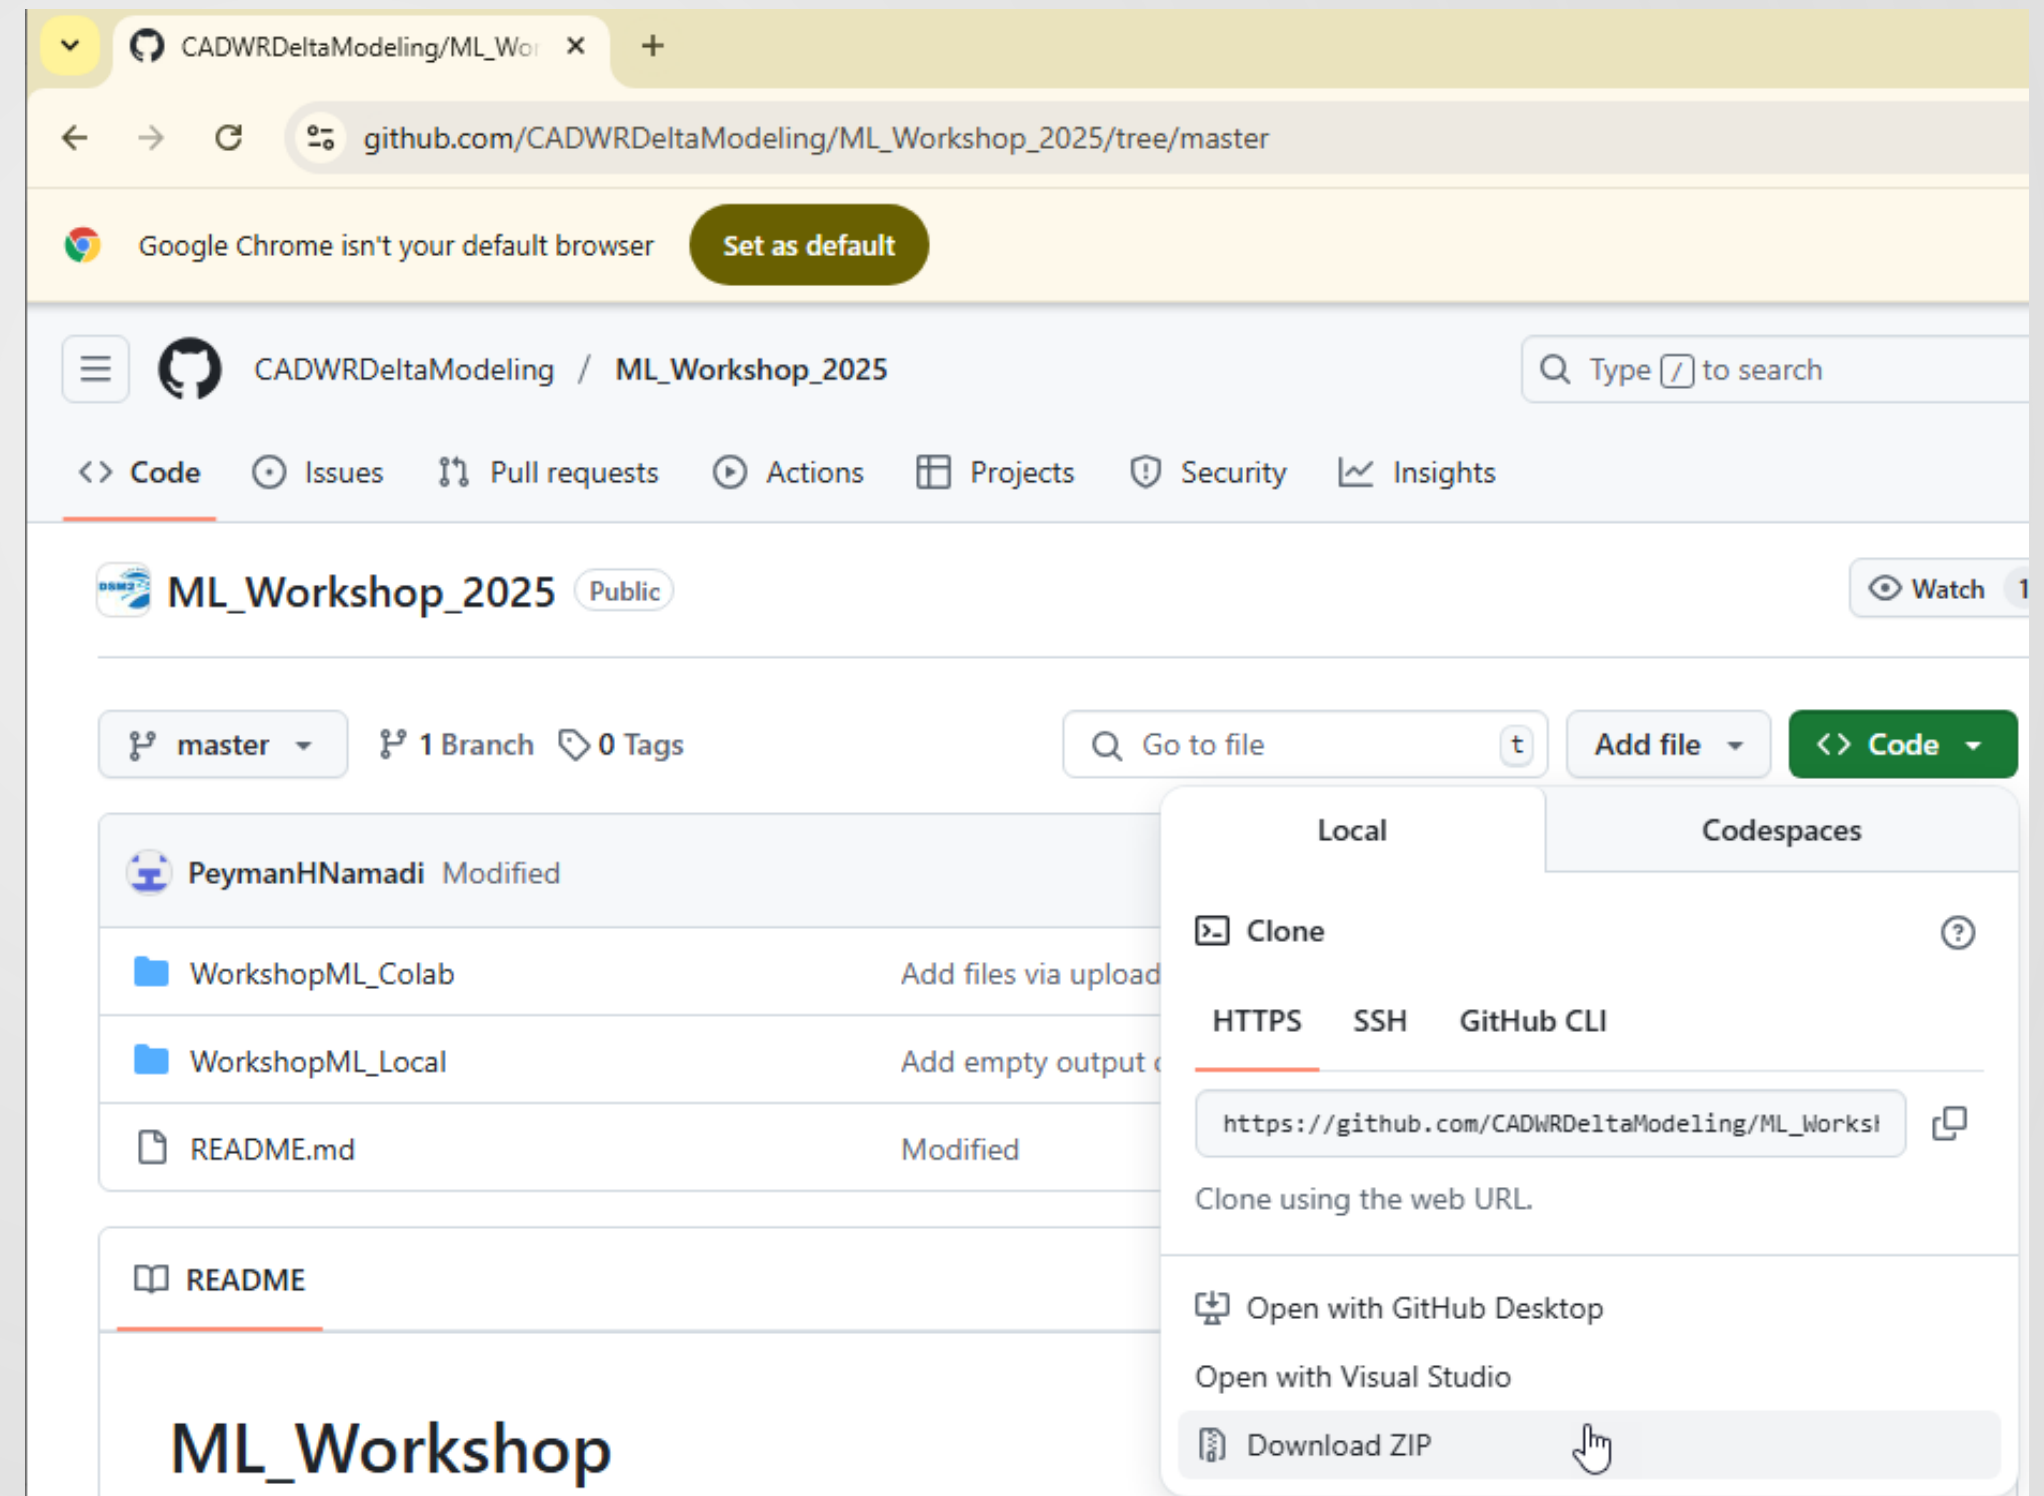 CADWRDeltaModeling/ML_Wor
github.com/CADWRDeltaModeling/ML_Workshop_2025/tree/master
Google Chrome isn't your default browser Set as default
CADWRDeltaModeling / ML_Workshop_2025 Type / to search
Code Issues Pull requests Actions Projects Security Insights
DSM2 ML_Workshop_2025 Public Watch 1
master 1 Branch 0 Tags Go to file t Add file <> Code
Local Codespaces
PeymanHNamadi Modified
Clone
WorkshopML_Colab Add files via upload
HTTPS SSH GitHub CLI
WorkshopML_Local Add empty output
https://github.com/CADWRDeltaModeling/ML_Works
README.md Modified
Clone using the web URL.
README
Open with GitHub Desktop
Open with Visual Studio
ML_Workshop
Download ZIP